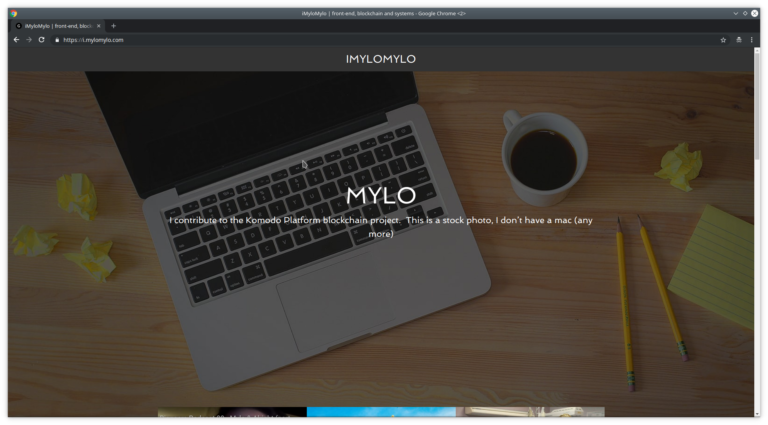 iMyloMylo | front-end, blockchain and systems - Google Chrome <2>
iMyloMylo | front-end, bloc
https://i.mylomylo.com
IMYLOMYLO
MYLO
I contribute to the Komodo Platform blockchain project. This is a stock photo, I don't have a mac (any
more)